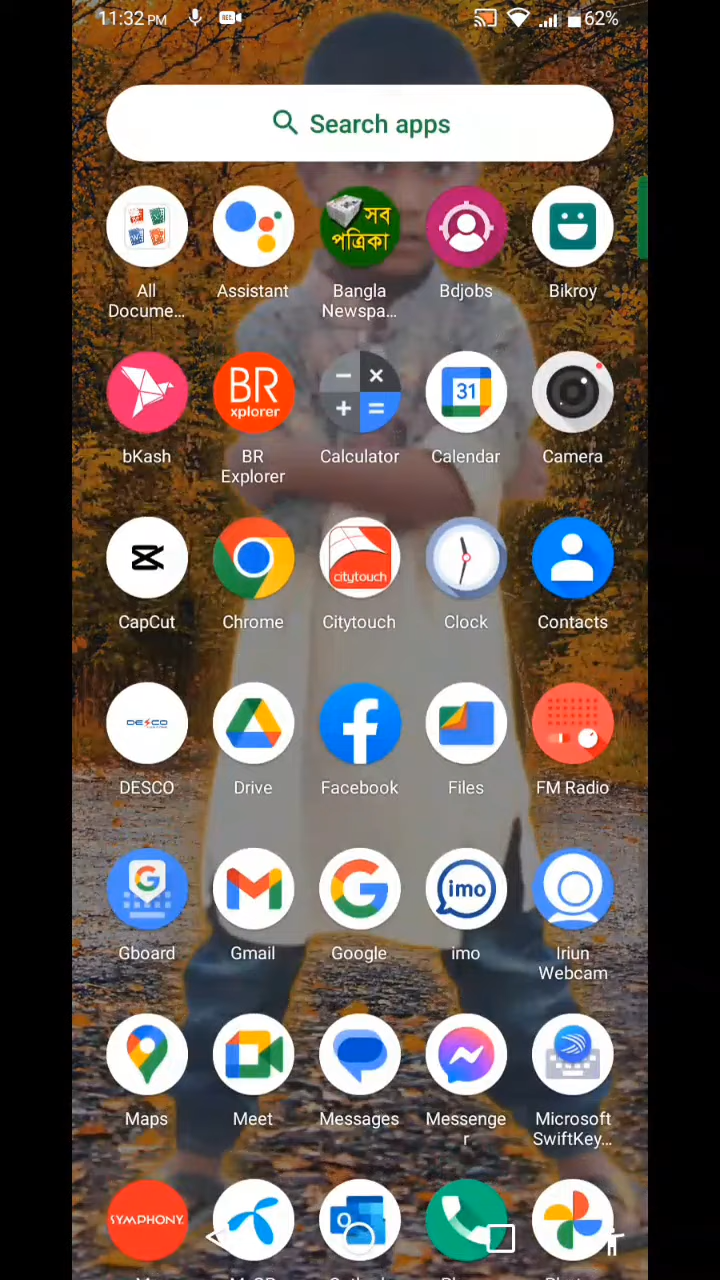 11:32 PM
REC
62%
Search apps
সব
পত্রিকা
All Docume...
Assistant
Bangla Newspa...
Bdjobs
Bikroy
BR
xplorer
31
bKash
BR Explorer
Calculator
Calendar
Camera
citytouch
CapCut
Chrome
Citytouch
Clock
Contacts
DESCO
DESCO
Drive
Facebook
Files
FM Radio
imo
Gboard
Gmail
Google
imo
Iriun Webcam
Maps
Meet
Messages
Messenger
Microsoft SwiftKey...
SYMPHONY